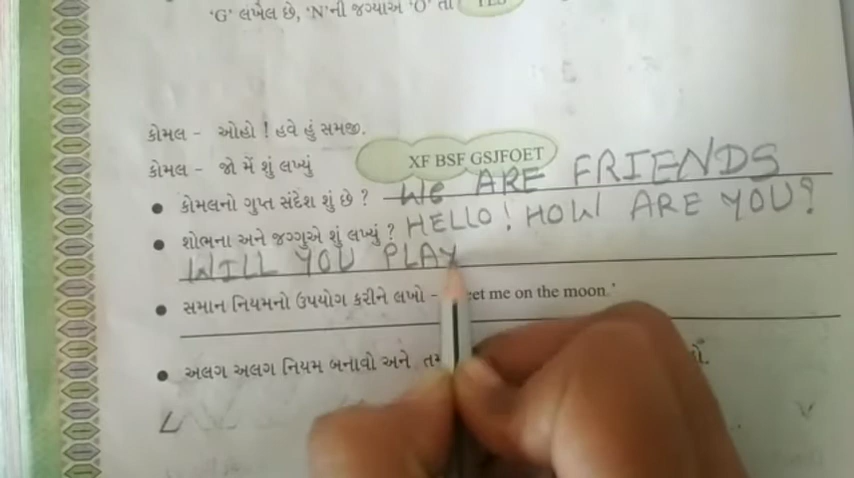 'G' લખેલ છે, 'N'ની જગ્યાએ 'O' તો YES
કોમલ - ઓહો ! હવે હું સમજી.
કોમલ - જો મેં શું લખ્યું XF BSF GSJFOET
• કોમલનો ગુપ્ત સંદેશ શું છે ? We ARE FRIENDS
• શોભના અને જગ્ગુએ શું લખ્યું ? HELLO! HOW ARE YOU?
WILL YOU PLAY
• સમાન નિયમનો ઉપયોગ કરીને લખો - me on the moon.'
• અલગ અલગ નિયમ બનાવો અને